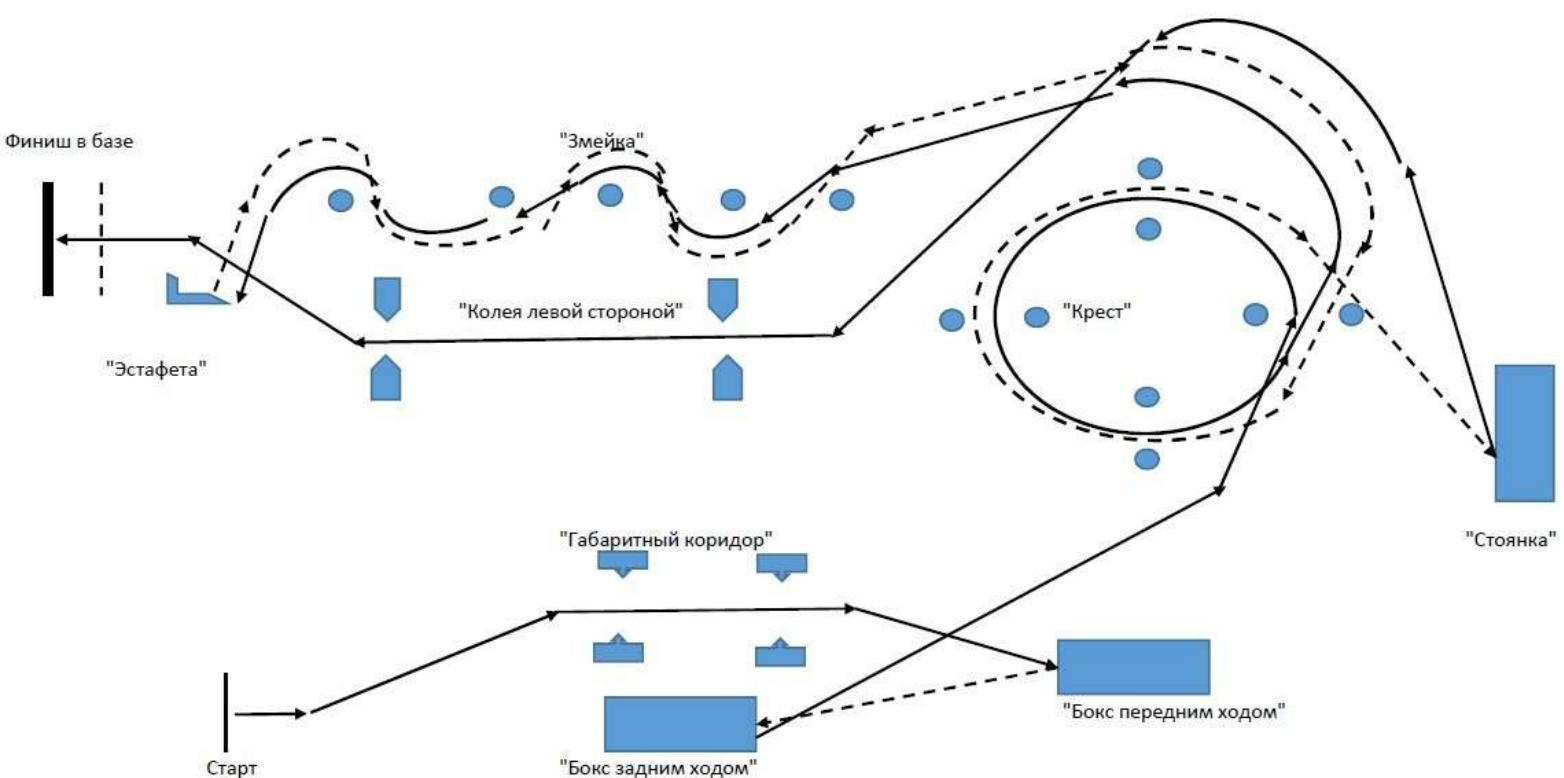 Финиш в базе
"Змейка"
"Колея левой стороной"
"Крест"
"Эстафета"
"Габаритный коридор"
"Стоянка"
"Бокс передним ходом"
Старт
"Бокс задним ходом"